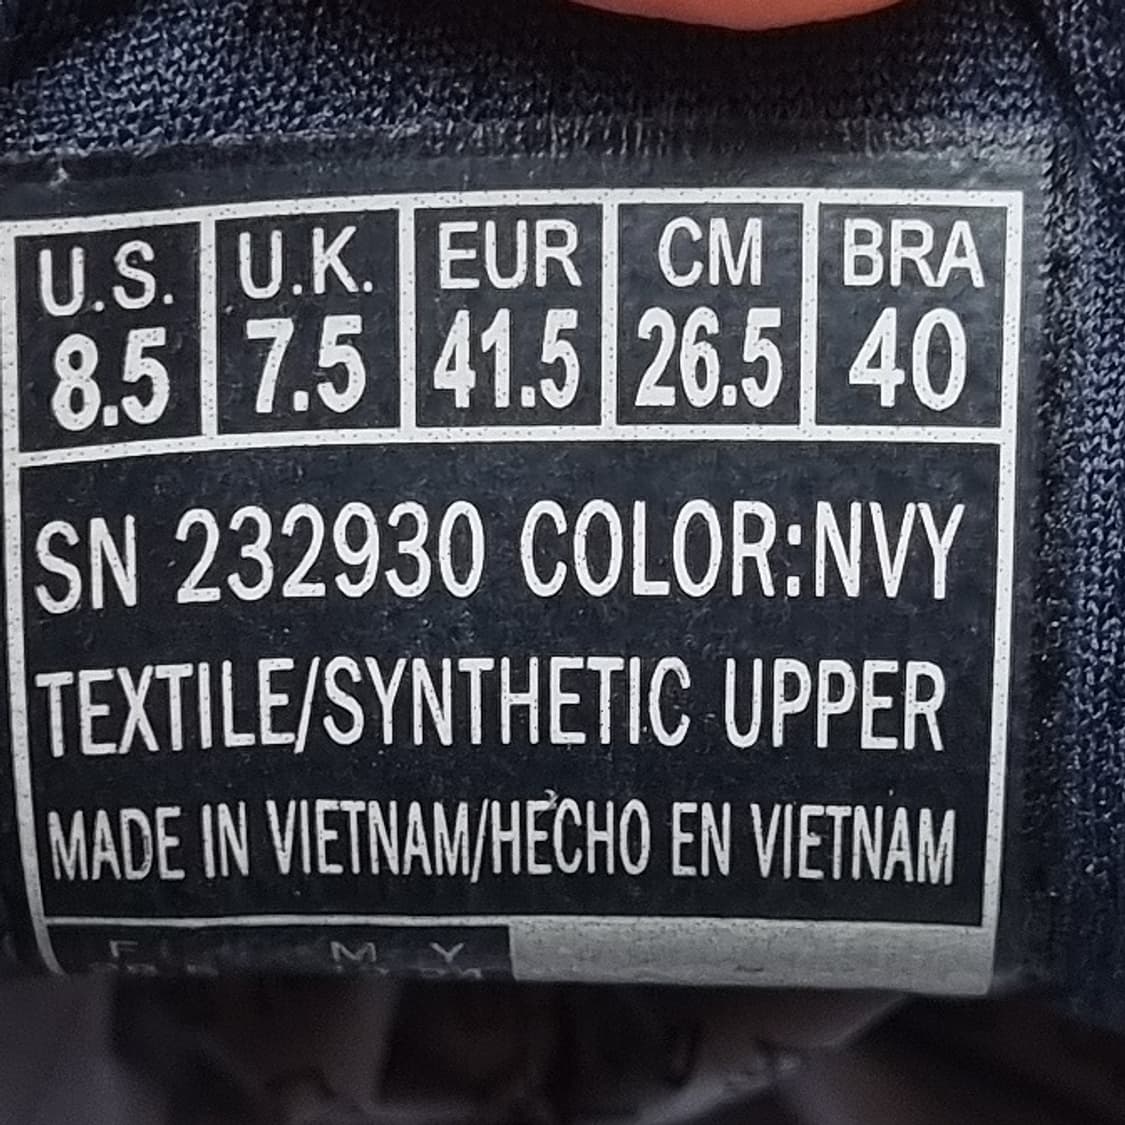 U.S. U.K. EUR CM BRA
8.5 7.5 41.5 26.5 40
SN 232930 COLOR:NVY
TEXTILE/SYNTHETIC UPPER
MADE IN VIETNAM/HECHO EN VIETNAM
F M Y